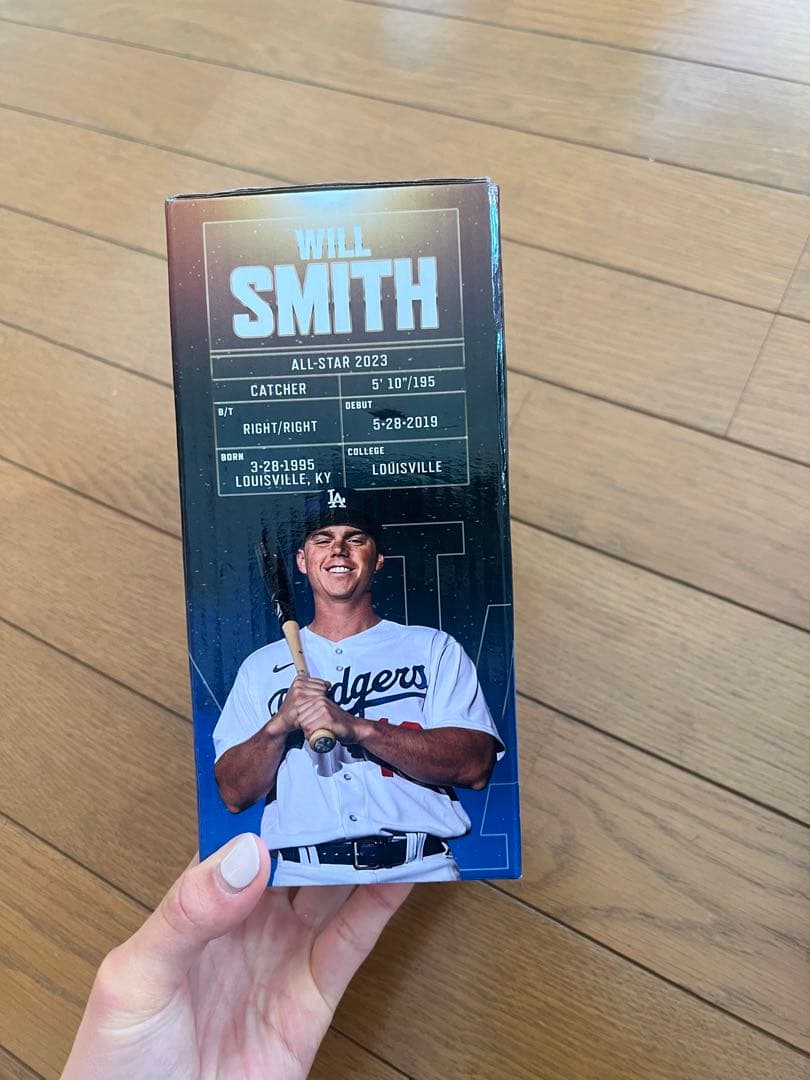 WILL
SMITH
ALL-STAR 2023
CATCHER
5' 10"/195
B/T
RIGHT/RIGHT
DEBUT
5·28·2019
BORN
3·28·1995
LOUISVILLE, KY
COLLEGE
LOUISVILLE
LA
Dodgers